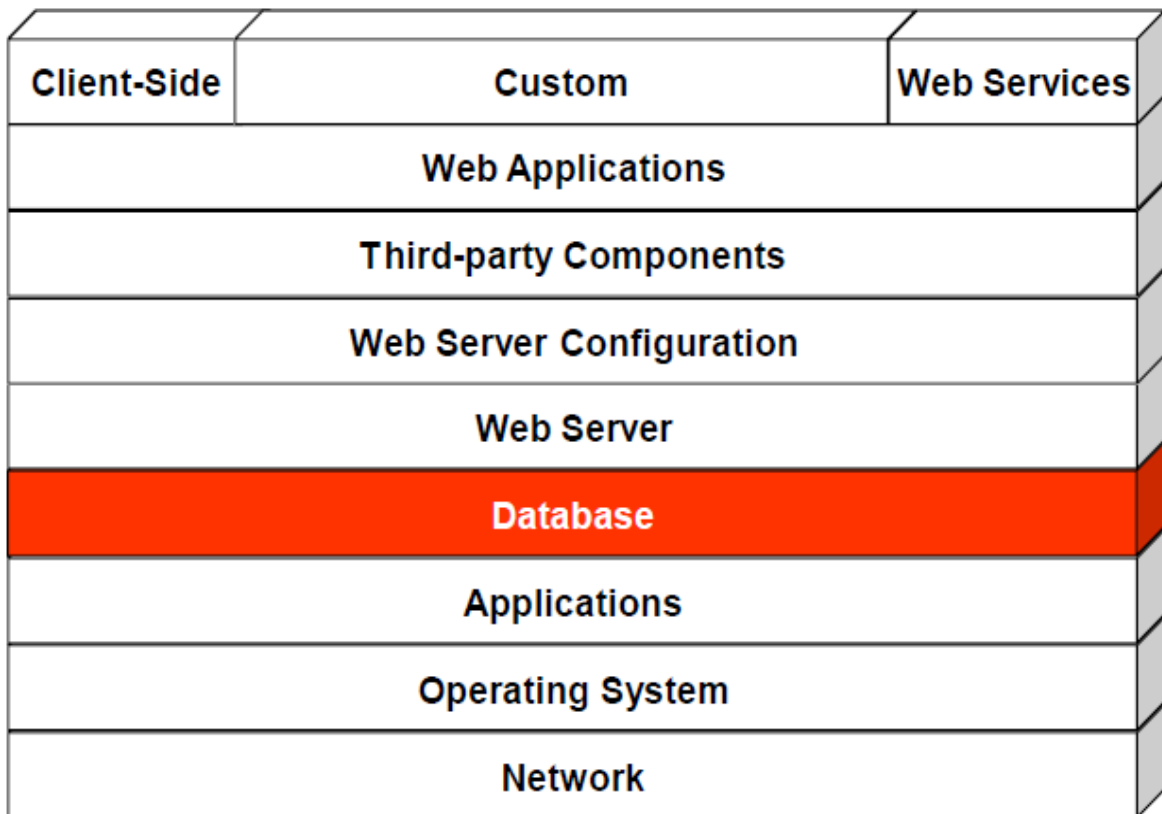 Client-Side Custom Web Services
Web Applications
Third-party Components
Web Server Configuration
Web Server
Database
Applications
Operating System
Network